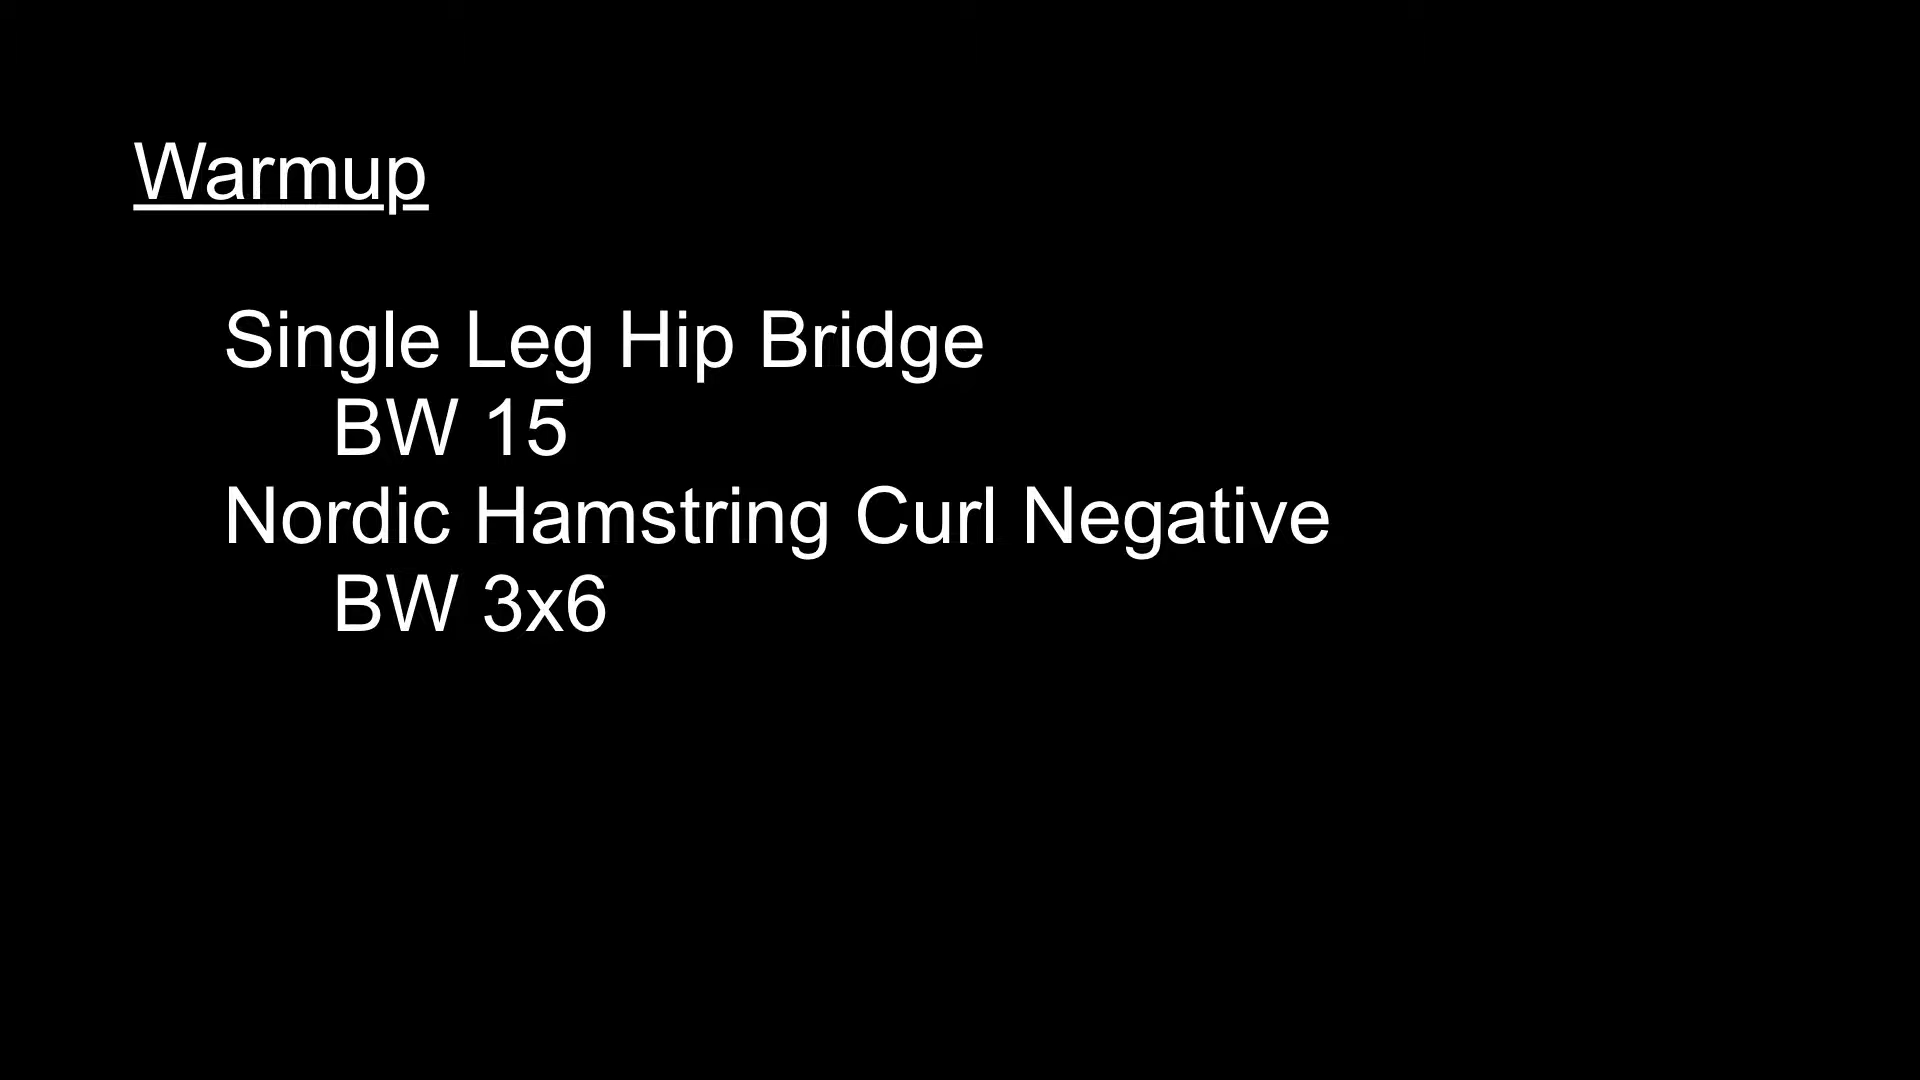 Warmup
Single Leg Hip Bridge
BW 15
Nordic Hamstring Curl Negative
BW 3x6